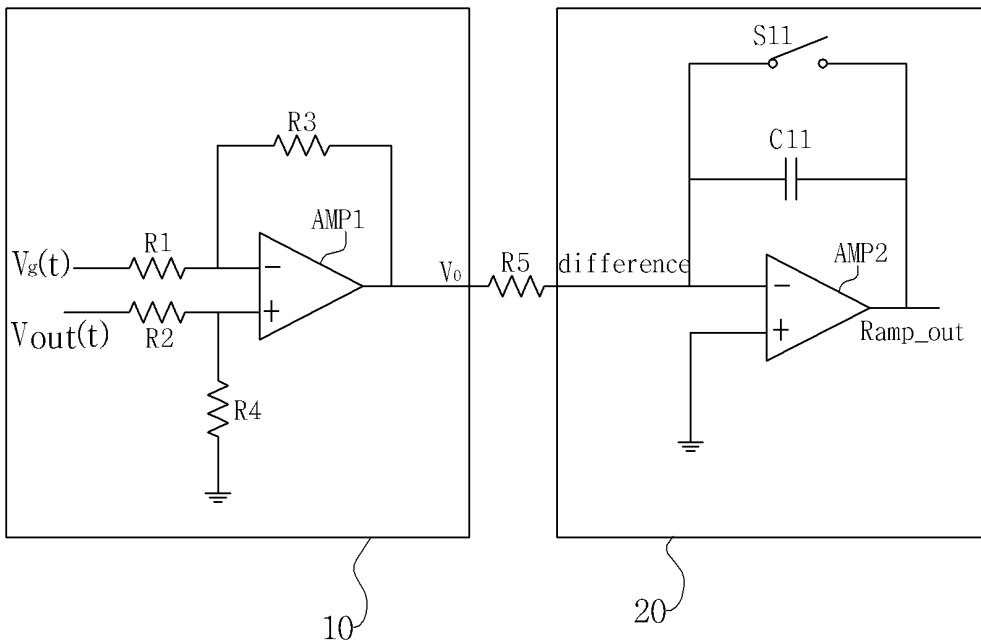 S11
R3
C11
AMP1
R1
Vg(t)
R5
difference
V0
AMP2
Vout(t)
R2
Ramp_out
R4
10
20